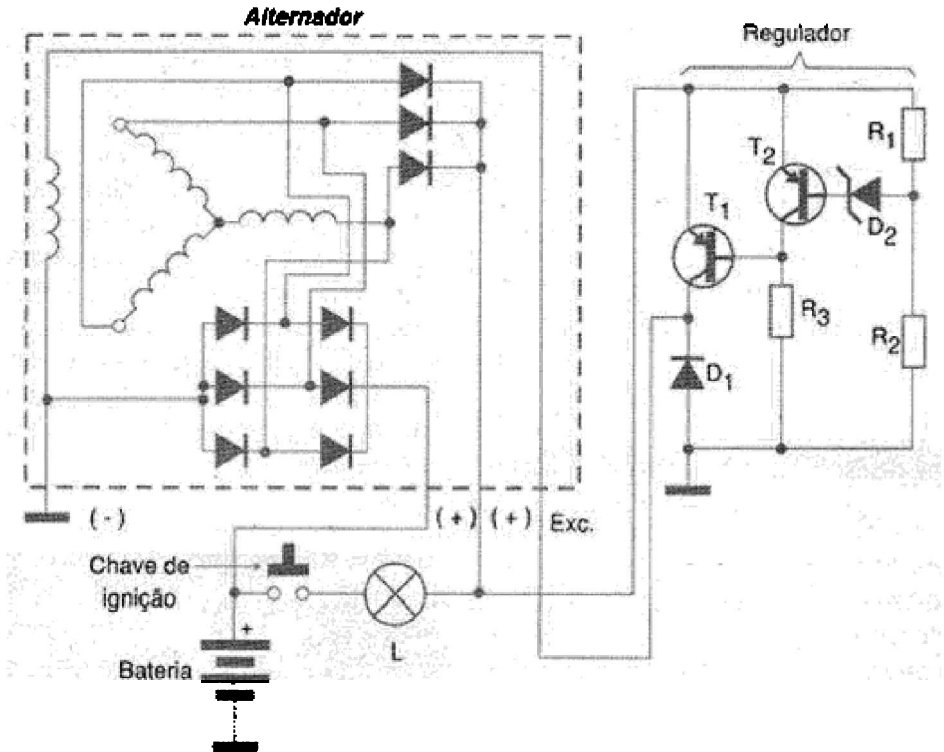 Alternador
Regulador
R1
T2
D2
T1
R3
R2
D1
(-)
(+) (+) Exc.
Chave de
ignição
L
+
Bateria